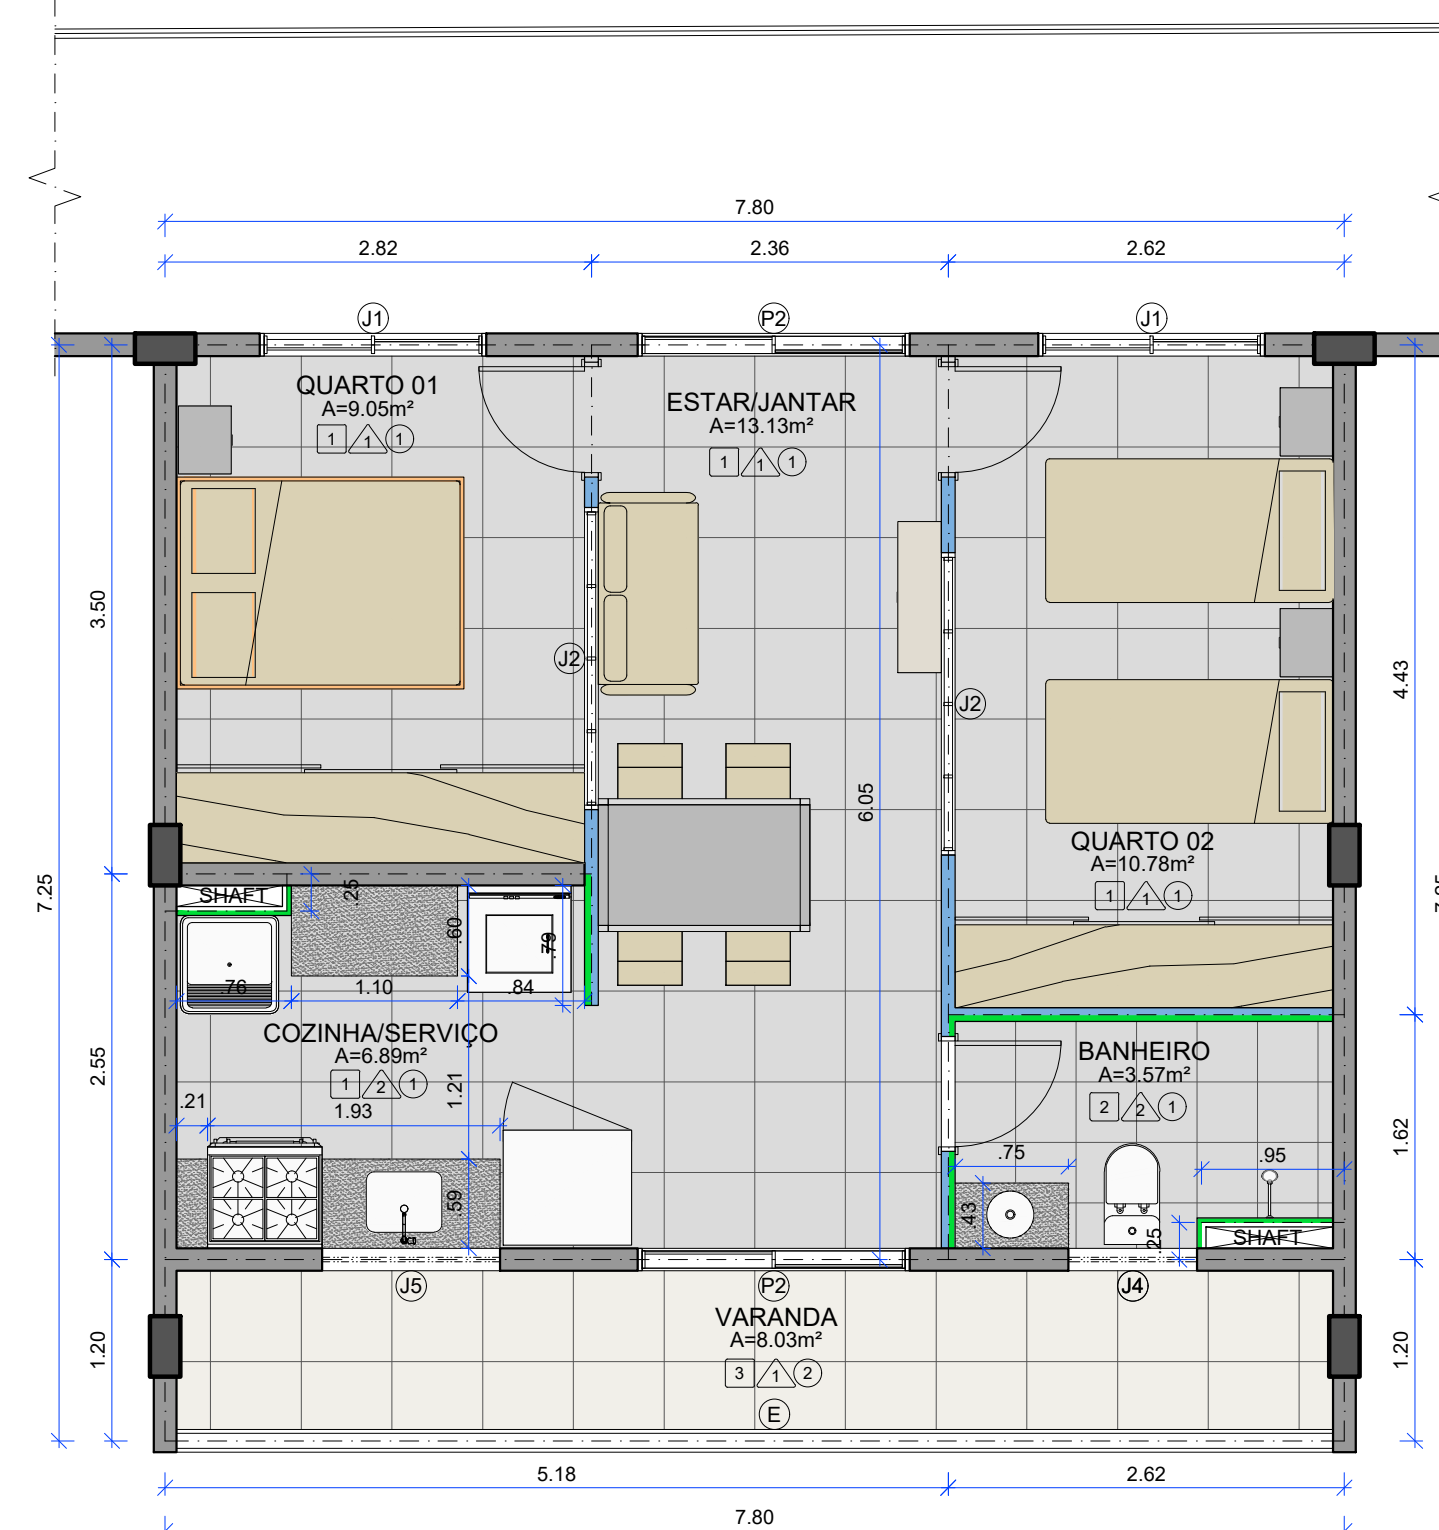 7.80
2.82
2.36
2.62
J1
P2
J1
QUARTO 01
A=9.05m²
1 1 1
ESTAR/JANTAR
A=13.13m²
1 1 1
3.50
J2
J2
4.43
6.05
QUARTO 02
A=10.78m²
1 1 1
7.25
SHAFT
.25
.60
.79
.76
1.10
.84
COZINHA/SERVIÇO
A=6.89m²
1 2 1
2.55
.21
1.93
1.21
.59
BANHEIRO
A=3.57m²
2 2 1
.75
.95
1.62
.43
.25
SHAFT
J5
P2
J4
VARANDA
A=8.03m²
3 1 2
E
1.20
1.20
5.18
2.62
7.80